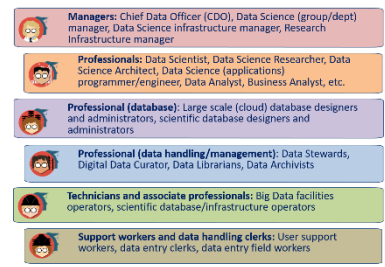 Managers: Chief Data Officer (CDO), Data Science (group/dept)
manager, Data Science infrastructure manager, Research
Infrastructure manager
Professionals: Data Scientist, Data Science Researcher, Data
Science Architect, Data Science (applications)
programmer/engineer, Data Analyst, Business Analyst, etc.
Professional (database): Large scale (cloud) database designers
and administrators, scientific database designers and
administrators
Professional (data handling/management): Data Stewards,
Digital Data Curator, Data Librarians, Data Archivists
Technicians and associate professionals: Big Data facilities
operators, scientific database/infrastructure operators
Support workers and data handling clerks: User support
workers, data entry clerks, data entry field workers